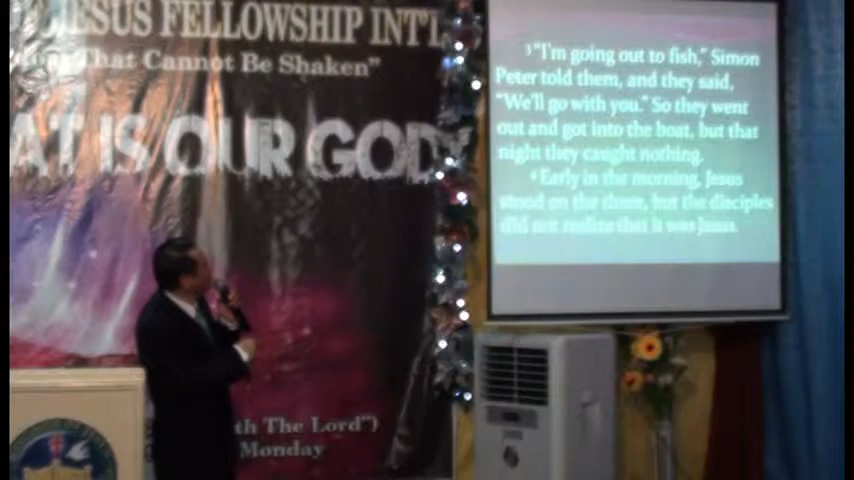 JESUS FELLOWSHIP INT'L
That Cannot Be Shaken"
AT IS OUR GOD
th The Lord")
Monday
3 "I'm going out to fish," Simon
Peter told them, and they said,
"We'll go with you." So they went
out and got into the boat, but that
night they caught nothing.
4 Early in the morning, Jesus
stood on the shore, but the disciples
did not realize that it was Jesus.